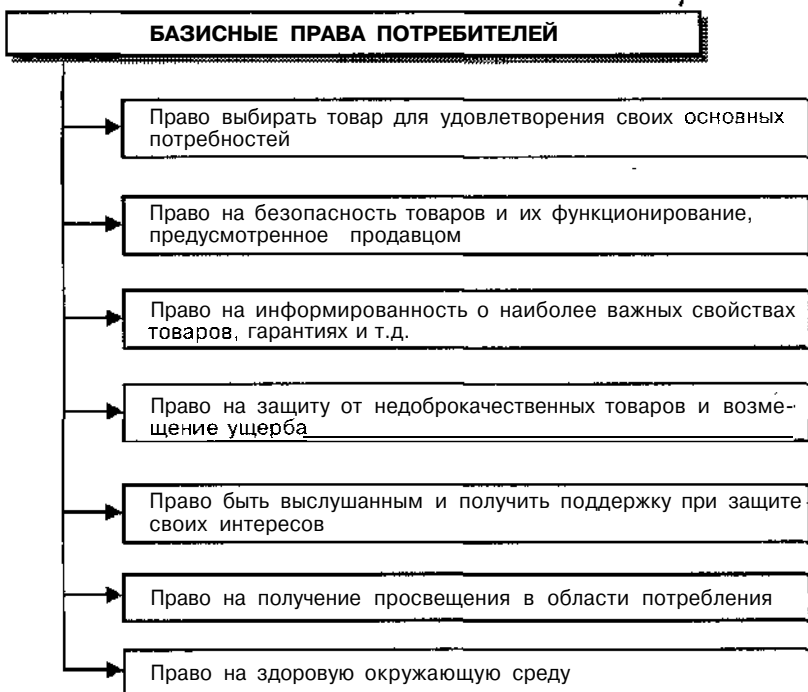 БАЗИСНЫЕ ПРАВА ПОТРЕБИТЕЛЕЙ
Право выбирать товар для удовлетворения своих основных
потребностей
Право на безопасность товаров и их функционирование,
предусмотренное продавцом
Право на информированность о наиболее важных свойствах
товаров, гарантиях и т.д.
Право на защиту от недоброкачественных товаров и возме-
щение ущерба
Право быть выслушанным и получить поддержку при защите
своих интересов
Право на получение просвещения в области потребления
Право на здоровую окружающую среду